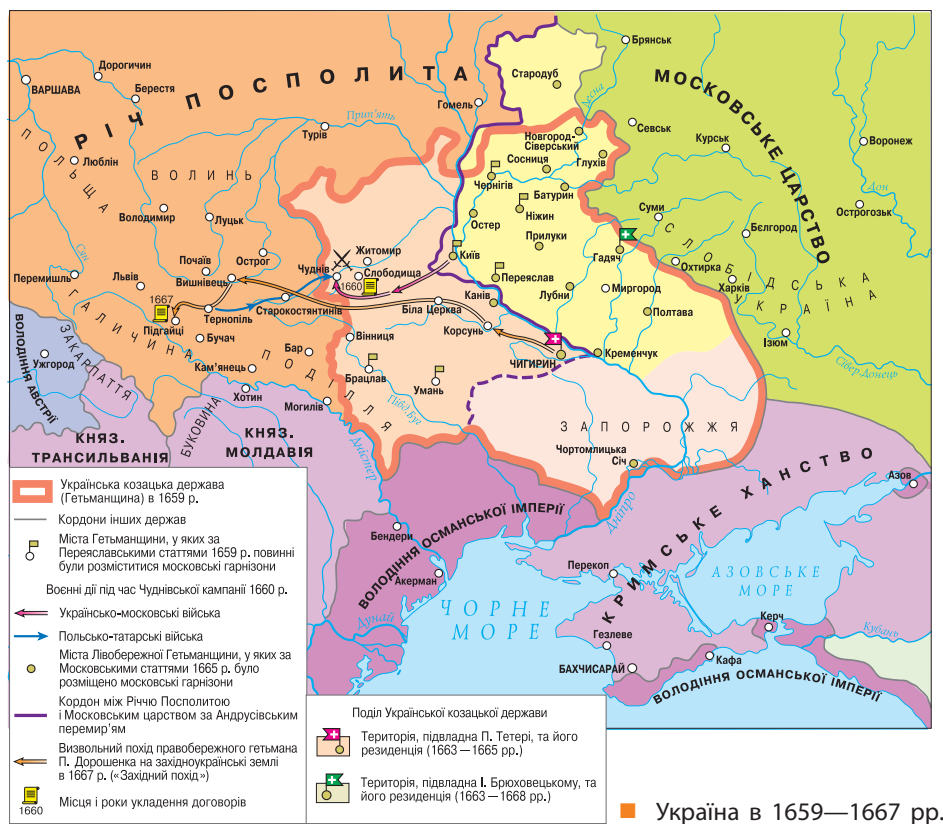 РІЧ ПОСПОЛИТА
МОСКОВСЬКЕ ЦАРСТВО
Дорогичин
ВАРШАВА
Берестя
Брянськ
Стародуб
Гомель
Десна
Прип'ять
Турів
Новгород-
Сіверський
Севськ
Курськ
Воронеж
Дон
ПОЛЬЩА
Люблін
ВОЛИНЬ
Сосниця
Глухів
Чернігів
Батурин
Острогозьк
Володимир
Луцьк
Остер
Ніжин
Суми
Бєлгород
Прилуки
Сян
Острог
Житомир
Київ
Гадяч
СЛОБІДСЬКА УКРАЇНА
Почаїв
Чуднів
Слободища
1660
Переяслав
Охтирка
Харків
Перемишль
Львів
Вишнівець
Лубни
Миргород
1667
Тернопіль
Старокостянтинів
Біла Церква
Канів
Полтава
ГАЛИЧИНА
Підгайці
Корсунь
Ізюм
ВОЛОДІННЯ АВСТРІЇ
Бучач
Бар
Вінниця
ЧИГИРИН
Кременчук
Сівер. Донець
ЗАКАРПАТТЯ
Ужгород
Кам'янець
ПОДІЛЛЯ
Брацлав
Умань
БУКОВИНА
Хотин
Могилів
ЗАПОРОЖЖЯ
КНЯЗ.
ТРАНСИЛЬВАНІЯ
КНЯЗ.
МОЛДАВІЯ
Дністер
Чортомлицька
Січ
Дніпро
Азов
КРИМСЬКЕ ХАНСТВО
ВОЛОДІННЯ ОСМАНСЬКОЇ ІМПЕРІЇ
Бендери
Акерман
Перекоп
АЗОВСЬКЕ
МОРЕ
ЧОРНЕ
МОРЕ
Дунай
Керч
Кубань
Гезлеве
Кафа
БАХЧИСАРАЙ
ВОЛОДІННЯ ОСМАНСЬКОЇ ІМПЕРІЇ
Українська козацька держава
(Гетьманщина) в 1659 р.
Кордони інших держав
Міста Гетьманщини, у яких за
Переяславськими статтями 1659 р. повинні
були розміститися московські гарнізони
Воєнні дії під час Чуднівської кампанії 1660 р.
Українсько-московські війська
Польсько-татарські війська
Міста Лівобережної Гетьманщини, у яких за
Московськими статтями 1665 р. було
розміщено московські гарнізони
Кордон між Річчю Посполитою
і Московським царством за Андрусівським
перемир'ям
Визвольний похід правобережного гетьмана
П. Дорошенка на західноукраїнські землі
в 1667 р. («Західний похід»)
1660
Місця і роки укладення договорів
Поділ Української козацької держави
Територія, підвладна П. Тетері, та його
резиденція (1663—1665 рр.)
Територія, підвладна І. Брюховецькому, та
його резиденція (1663—1668 рр.)
Україна в 1659—1667 рр.